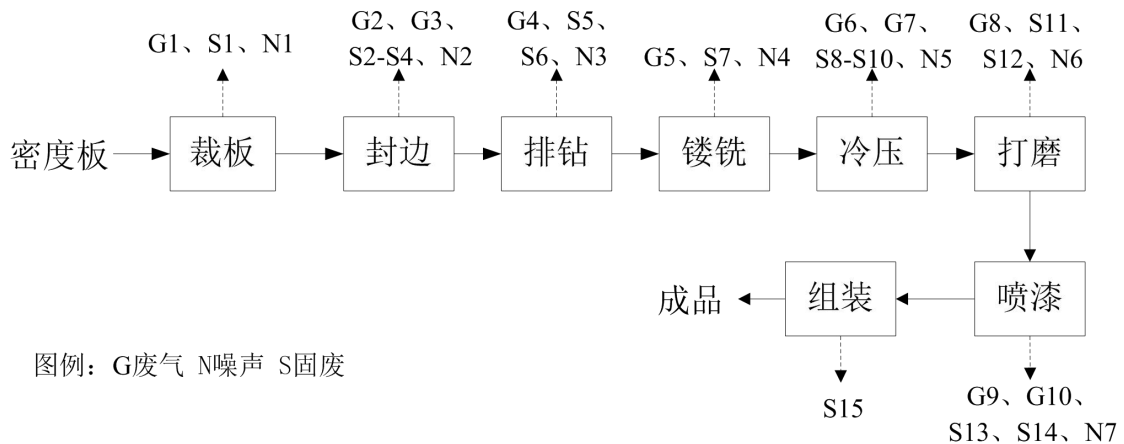 G1、S1、N1
G2、G3、
S2-S4、N2
G4、S5、
S6、N3
G5、S7、N4
G6、G7、
S8-S10、N5
G8、S11、
S12、N6
密度板
裁板
封边
排钻
镂铣
冷压
打磨
成品
组装
喷漆
图例：G废气 N噪声 S固废
S15
G9、G10、
S13、S14、N7